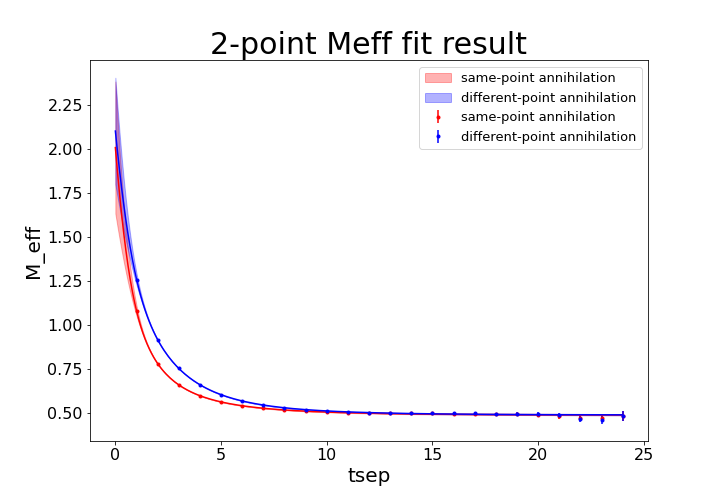 2-point Meff fit result
same-point annihilation
different-point annihilation
same-point annihilation
different-point annihilation
M_eff
2.25
2.00
1.75
1.50
1.25
1.00
0.75
0.50
0 5 10 15 20 25
tsep